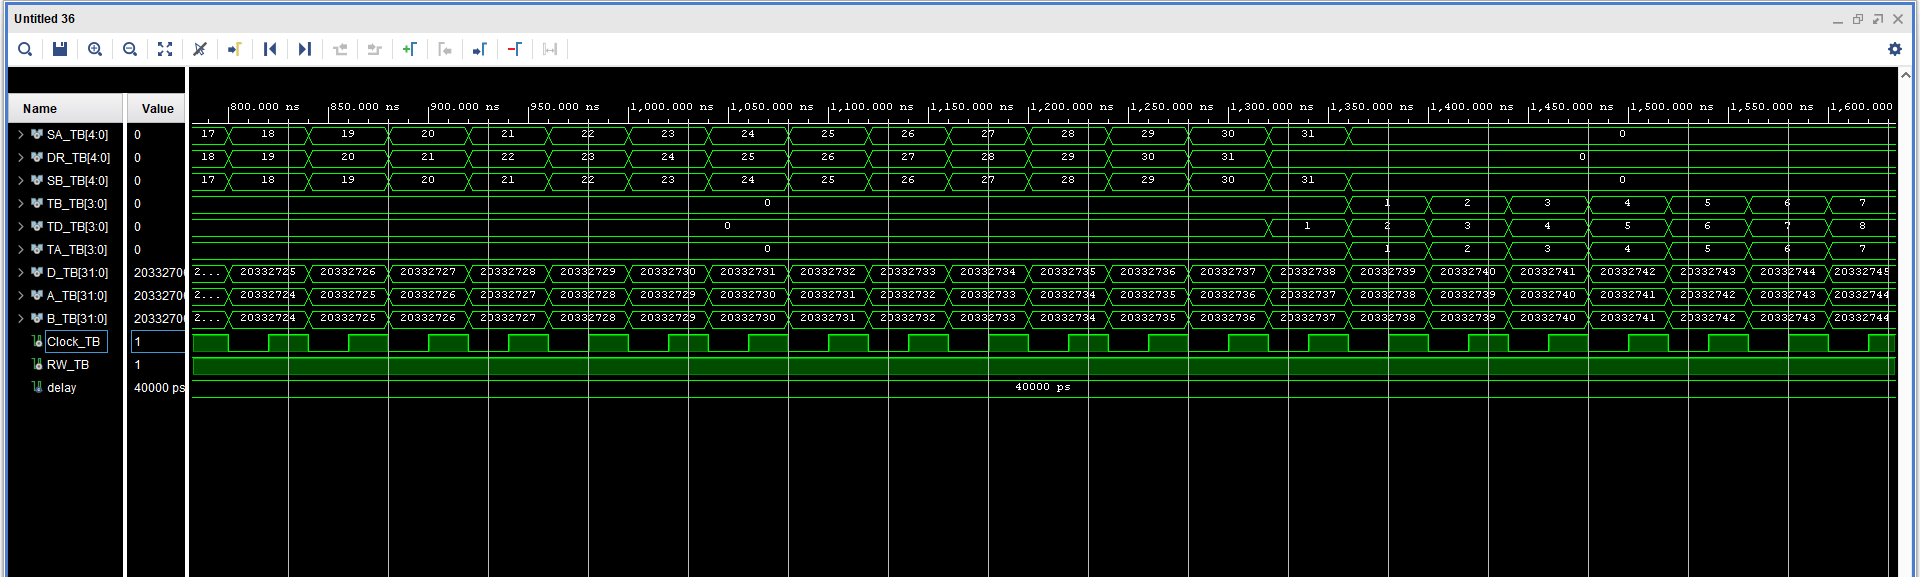 Untitled 36
Name Value 800.000 ns 850.000 ns 900.000 ns 950.000 ns 1,000.000 ns 1,050.000 ns 1,100.000 ns 1,150.000 ns 1,200.000 ns 1,250.000 ns 1,300.000 ns 1,350.000 ns 1,400.000 ns 1,450.000 ns 1,500.000 ns 1,550.000 ns 1,600.000
SA_TB[4:0] 0 17 18 19 20 21 22 23 24 25 26 27 28 29 30 31 0
DR_TB[4:0] 0 18 19 20 21 22 23 24 25 26 27 28 29 30 31 0
SB_TB[4:0] 0 17 18 19 20 21 22 23 24 25 26 27 28 29 30 31 0
TB_TB[3:0] 0 0 1 2 3 4 5 6 7
TD_TB[3:0] 0 0 1 2 3 4 5 6 7 8
TA_TB[3:0] 0 0 1 2 3 4 5 6 7
D_TB[31:0] 2033270 2... 20332725 20332726 20332727 20332728 20332729 20332730 20332731 20332732 20332733 20332734 20332735 20332736 20332737 20332738 20332739 20332740 20332741 20332742 20332743 20332744 20332745
A_TB[31:0] 2033270 2... 20332724 20332725 20332726 20332727 20332728 20332729 20332730 20332731 20332732 20332733 20332734 20332735 20332736 20332737 20332738 20332739 20332740 20332741 20332742 20332743 20332744
B_TB[31:0] 2033270 2... 20332724 20332725 20332726 20332727 20332728 20332729 20332730 20332731 20332732 20332733 20332734 20332735 20332736 20332737 20332738 20332739 20332740 20332741 20332742 20332743 20332744
Clock_TB 1
RW_TB 1
delay 40000 ps 40000 ps